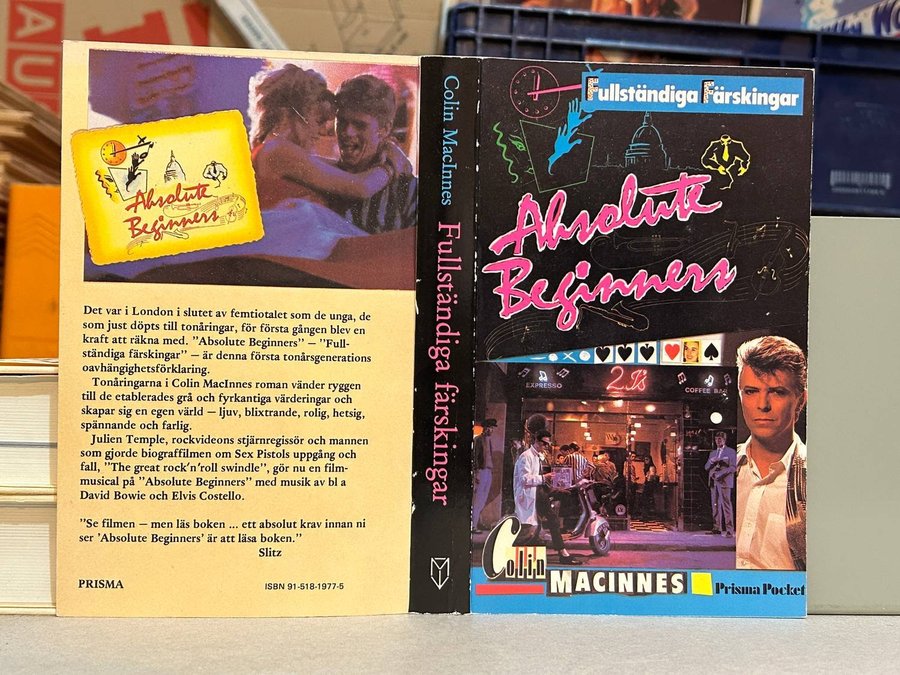 Absolute
Beginners
Det var i London i slutet av femtiotalet som de unga, de
som just döpts till tonåringar, för första gången blev en
kraft att räkna med. ”Absolute Beginners” – ”Full-
ständiga färskingar” – är denna första tonårsgenerations
oavhängighetsförklaring.
Tonåringarna i Colin MacInnes roman vänder ryggen
till de etablerades grå och fyrkantiga värderingar och
skapar sig en egen värld – ljuv, blixtrande, rolig, hetsig,
spännande och farlig.
Julien Temple, rockvideons stjärnregissör och mannen
som gjorde biograffilmen om Sex Pistols uppgång och
fall, ”The great rock’n’roll swindle”, gör nu en film-
musical på ”Absolute Beginners” med musik av bl a
David Bowie och Elvis Costello.
”Se filmen – men läs boken ... ett absolut krav innan ni
ser ’Absolute Beginners’ är att läsa boken.”
Slitz
PRISMA
ISBN 91-518-1977-5
Colin MacInnes Fullständiga färskingar
Fullständiga Färskingar
Absolute
Beginners
EXPRESSO
2 I's
COFFEE BAR
Colin
MACINNES
Prisma Pocket
AU